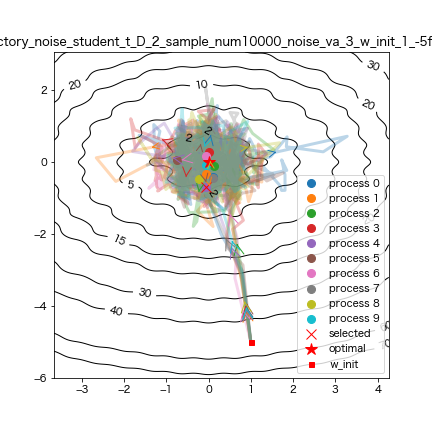 ctory_noise_student_t_D_2_sample_num10000_noise_va_3_w_init_1_-5f
30
20
10
20
2
2
2
5
15
30
40
2
0
−2
−4
−6
−3
−2
−1
0
1
2
3
4
process 0
process 1
process 2
process 3
process 4
process 5
process 6
process 7
process 8
process 9
selected
optimal
w_init